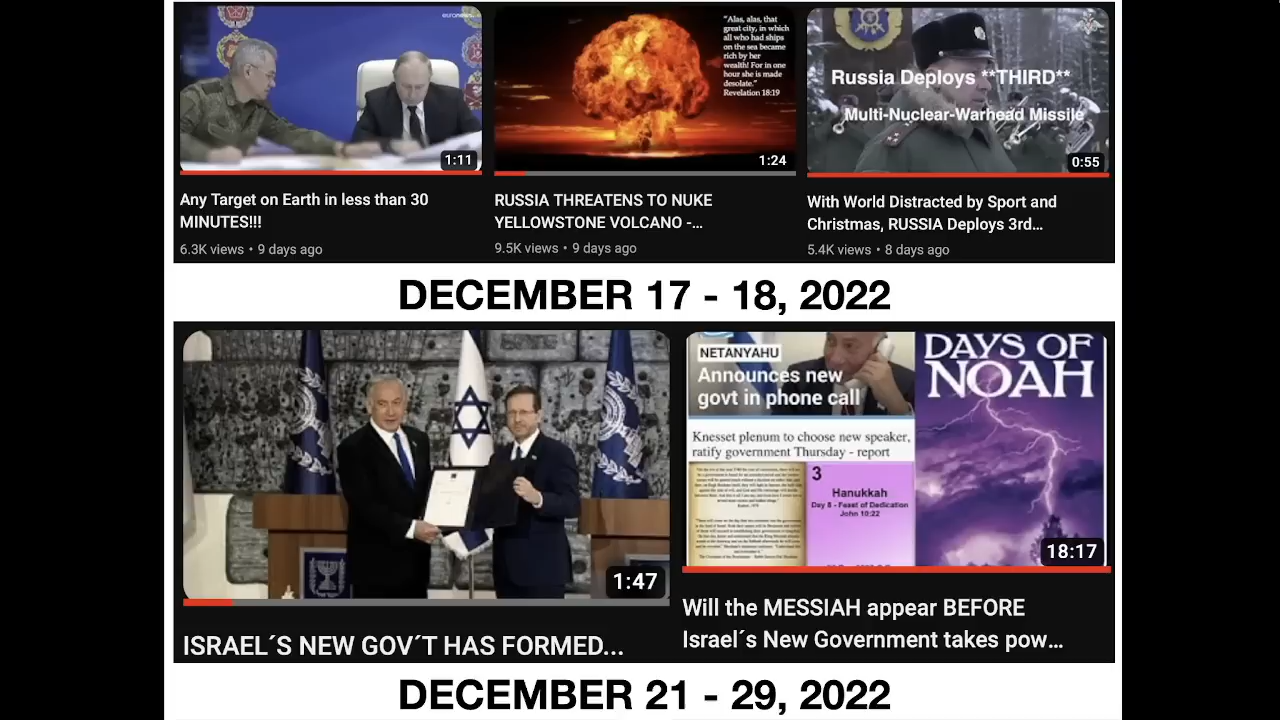 euronews
"Alas, alas, that
great city, in which
all who had ships
on the sea became
rich by her
wealth! For in one
hour she is made
desolate."
Revelation 18:19
Russia Deploys **THIRD**
Multi-Nuclear-Warhead Missile
1:11
1:24
0:55
Any Target on Earth in less than 30
MINUTES!!!
6.3K views • 9 days ago
RUSSIA THREATENS TO NUKE
YELLOWSTONE VOLCANO -...
9.5K views • 9 days ago
With World Distracted by Sport and
Christmas, RUSSIA Deploys 3rd...
5.4K views • 8 days ago
DECEMBER 17 - 18, 2022
1:47
ISRAEL´S NEW GOV´T HAS FORMED...
NETANYAHU
Announces new
govt in phone call
Knesset plenum to choose new speaker,
ratify government Thursday - report
3
Hanukkah
Day 8 - Feast of Dedication
John 10:22
DAYS OF
NOAH
18:17
Will the MESSIAH appear BEFORE
Israel´s New Government takes pow...
DECEMBER 21 - 29, 2022